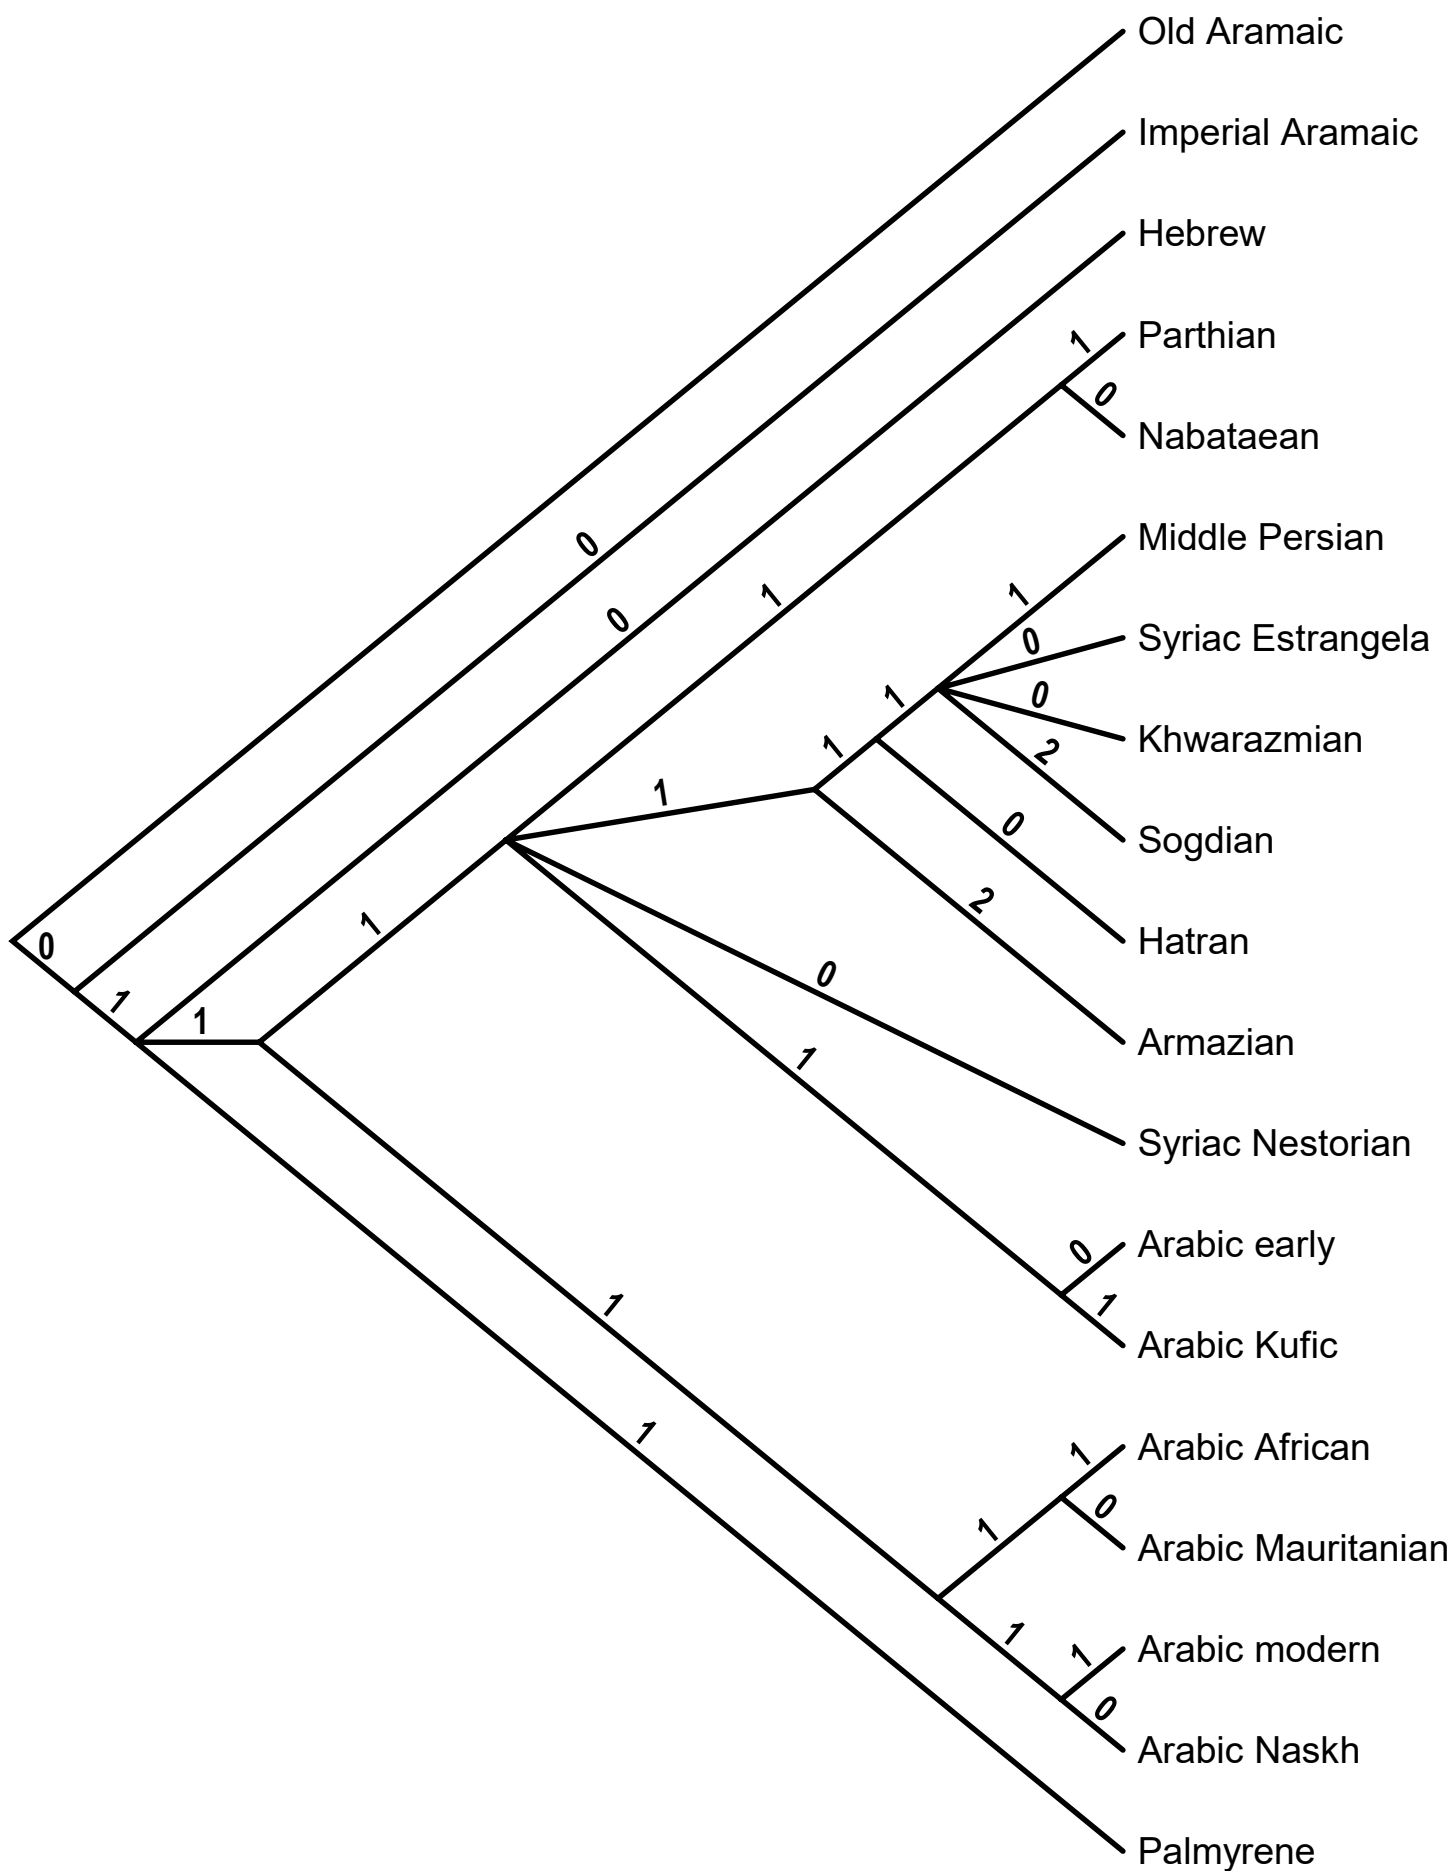 Old Aramaic
Imperial Aramaic
Hebrew
1 Parthian
0 Nabataean
Middle Persian
0
1
0 Syriac Estrangela
0
1
1
0 Khwarazmian
1
2
1
Sogdian
0
2
1
Hatran
0
0
1
1
Armazian
1
Syriac Nestorian
0 Arabic early
1
1 Arabic Kufic
1
1 Arabic African
0
1
Arabic Mauritanian
1
1 Arabic modern
0
Arabic Naskh
Palmyrene